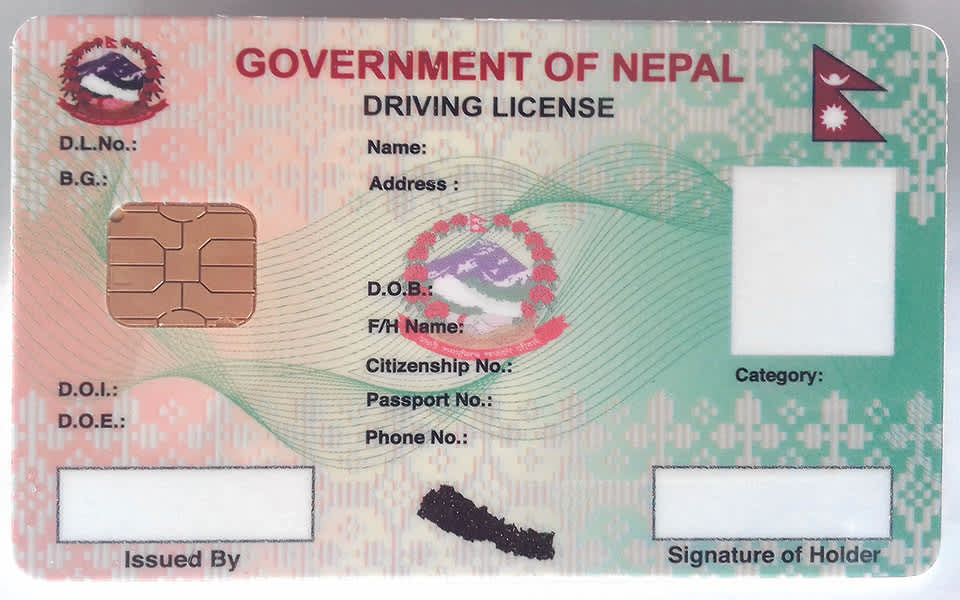 GOVERNMENT OF NEPAL
DRIVING LICENSE
D.L.No.:
Name:
B.G.:
Address :
D.O.B.:
F/H Name:
Citizenship No.:
Category:
D.O.I.:
Passport No.:
D.O.E.:
Phone No.:
Issued By
Signature of Holder